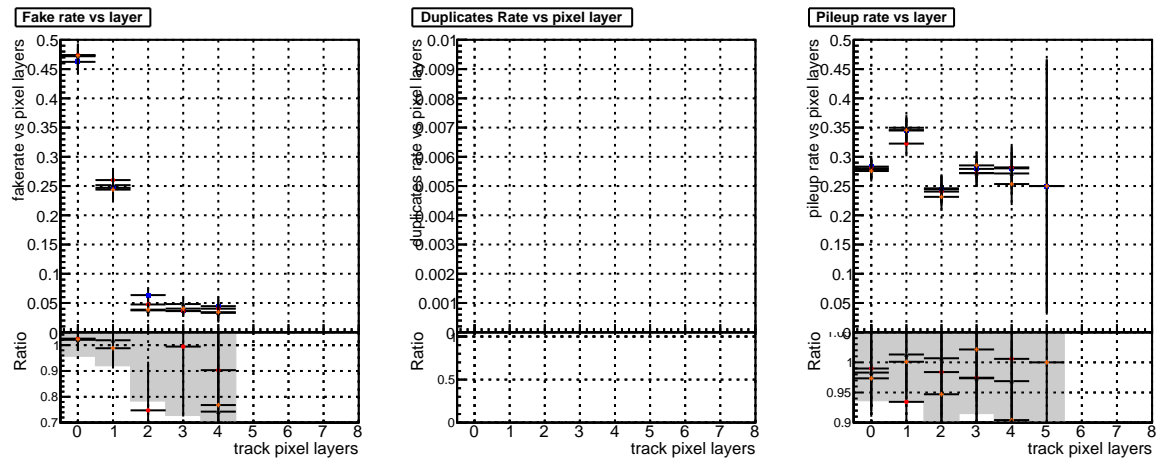 Fake rate vs layer
fakerate vs pixel layers
0.5
0.45
0.4
0.35
0.3
0.25
0.2
0.15
0.1
0.05
0
Ratio
0.9
0.8
0.7
0 1 2 3 4 5 6 7 8
track pixel layers
Duplicates Rate vs pixel layer
duplicates rate vs pixel layers
0.01
0.009
0.008
0.007
0.006
0.005
0.004
0.003
0.002
0.001
0
Ratio
1
0.5
0
0 1 2 3 4 5 6 7 8
track pixel layers
Pileup rate vs layer
pileup rate vs pixel layers
0.5
0.45
0.4
0.35
0.3
0.25
0.2
0.15
0.1
0.05
0
Ratio
1
0.95
0.9
0 1 2 3 4 5 6 7 8
track pixel layers